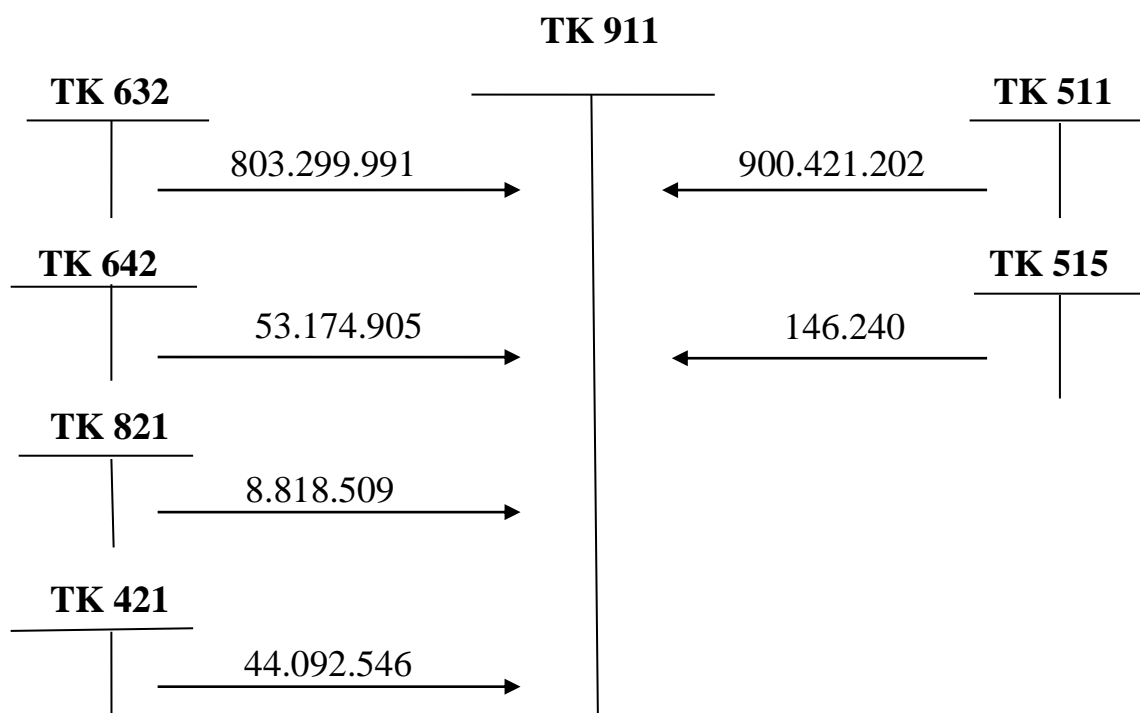 TK 911
TK 632
TK 511
803.299.991
900.421.202
TK 642
TK 515
53.174.905
146.240
TK 821
8.818.509
TK 421
44.092.546